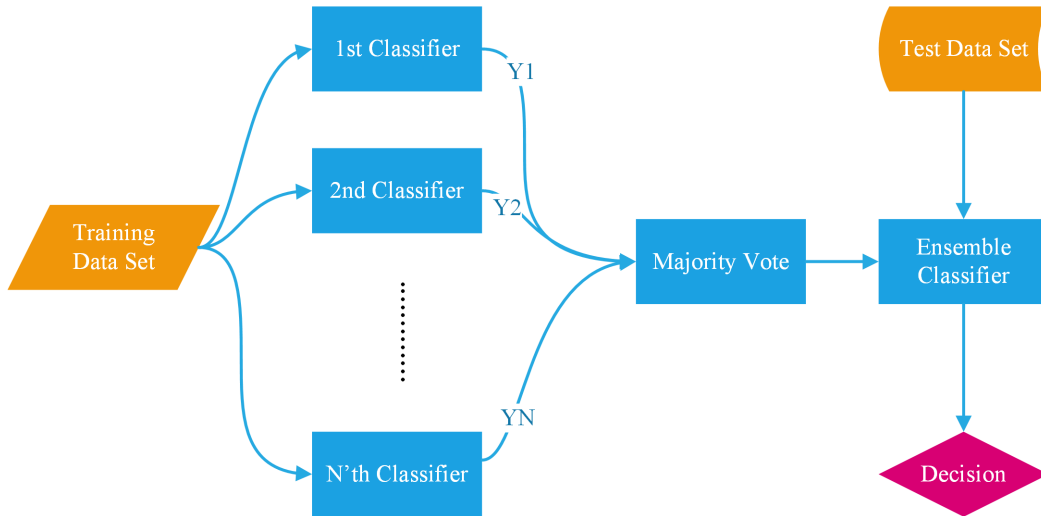 1st Classifier
Y1
Test Data Set
2nd Classifier
Y2
Training
Data Set
Majority Vote
Ensemble
Classifier
YN
N’th Classifier
Decision